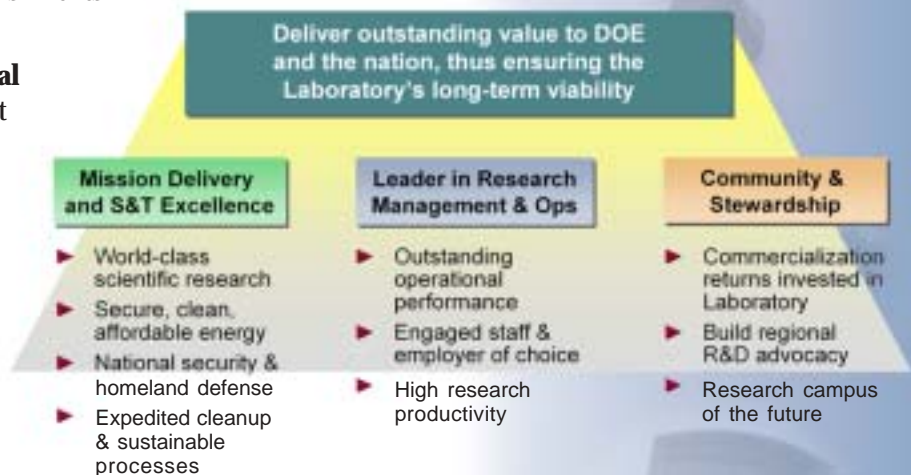 al
t
Deliver outstanding value to DOE
and the nation, thus ensuring the
Laboratory's long-term viability
Mission Delivery
and S&T Excellence
World-class
scientific research
Secure, clean,
affordable energy
National security &
homeland defense
Expedited cleanup
& sustainable
processes
Leader in Research
Management & Ops
Outstanding
operational
performance
Engaged staff &
employer of choice
High research
productivity
Community &
Stewardship
Commercialization
returns invested in
Laboratory
Build regional
R&D advocacy
Research campus
of the future